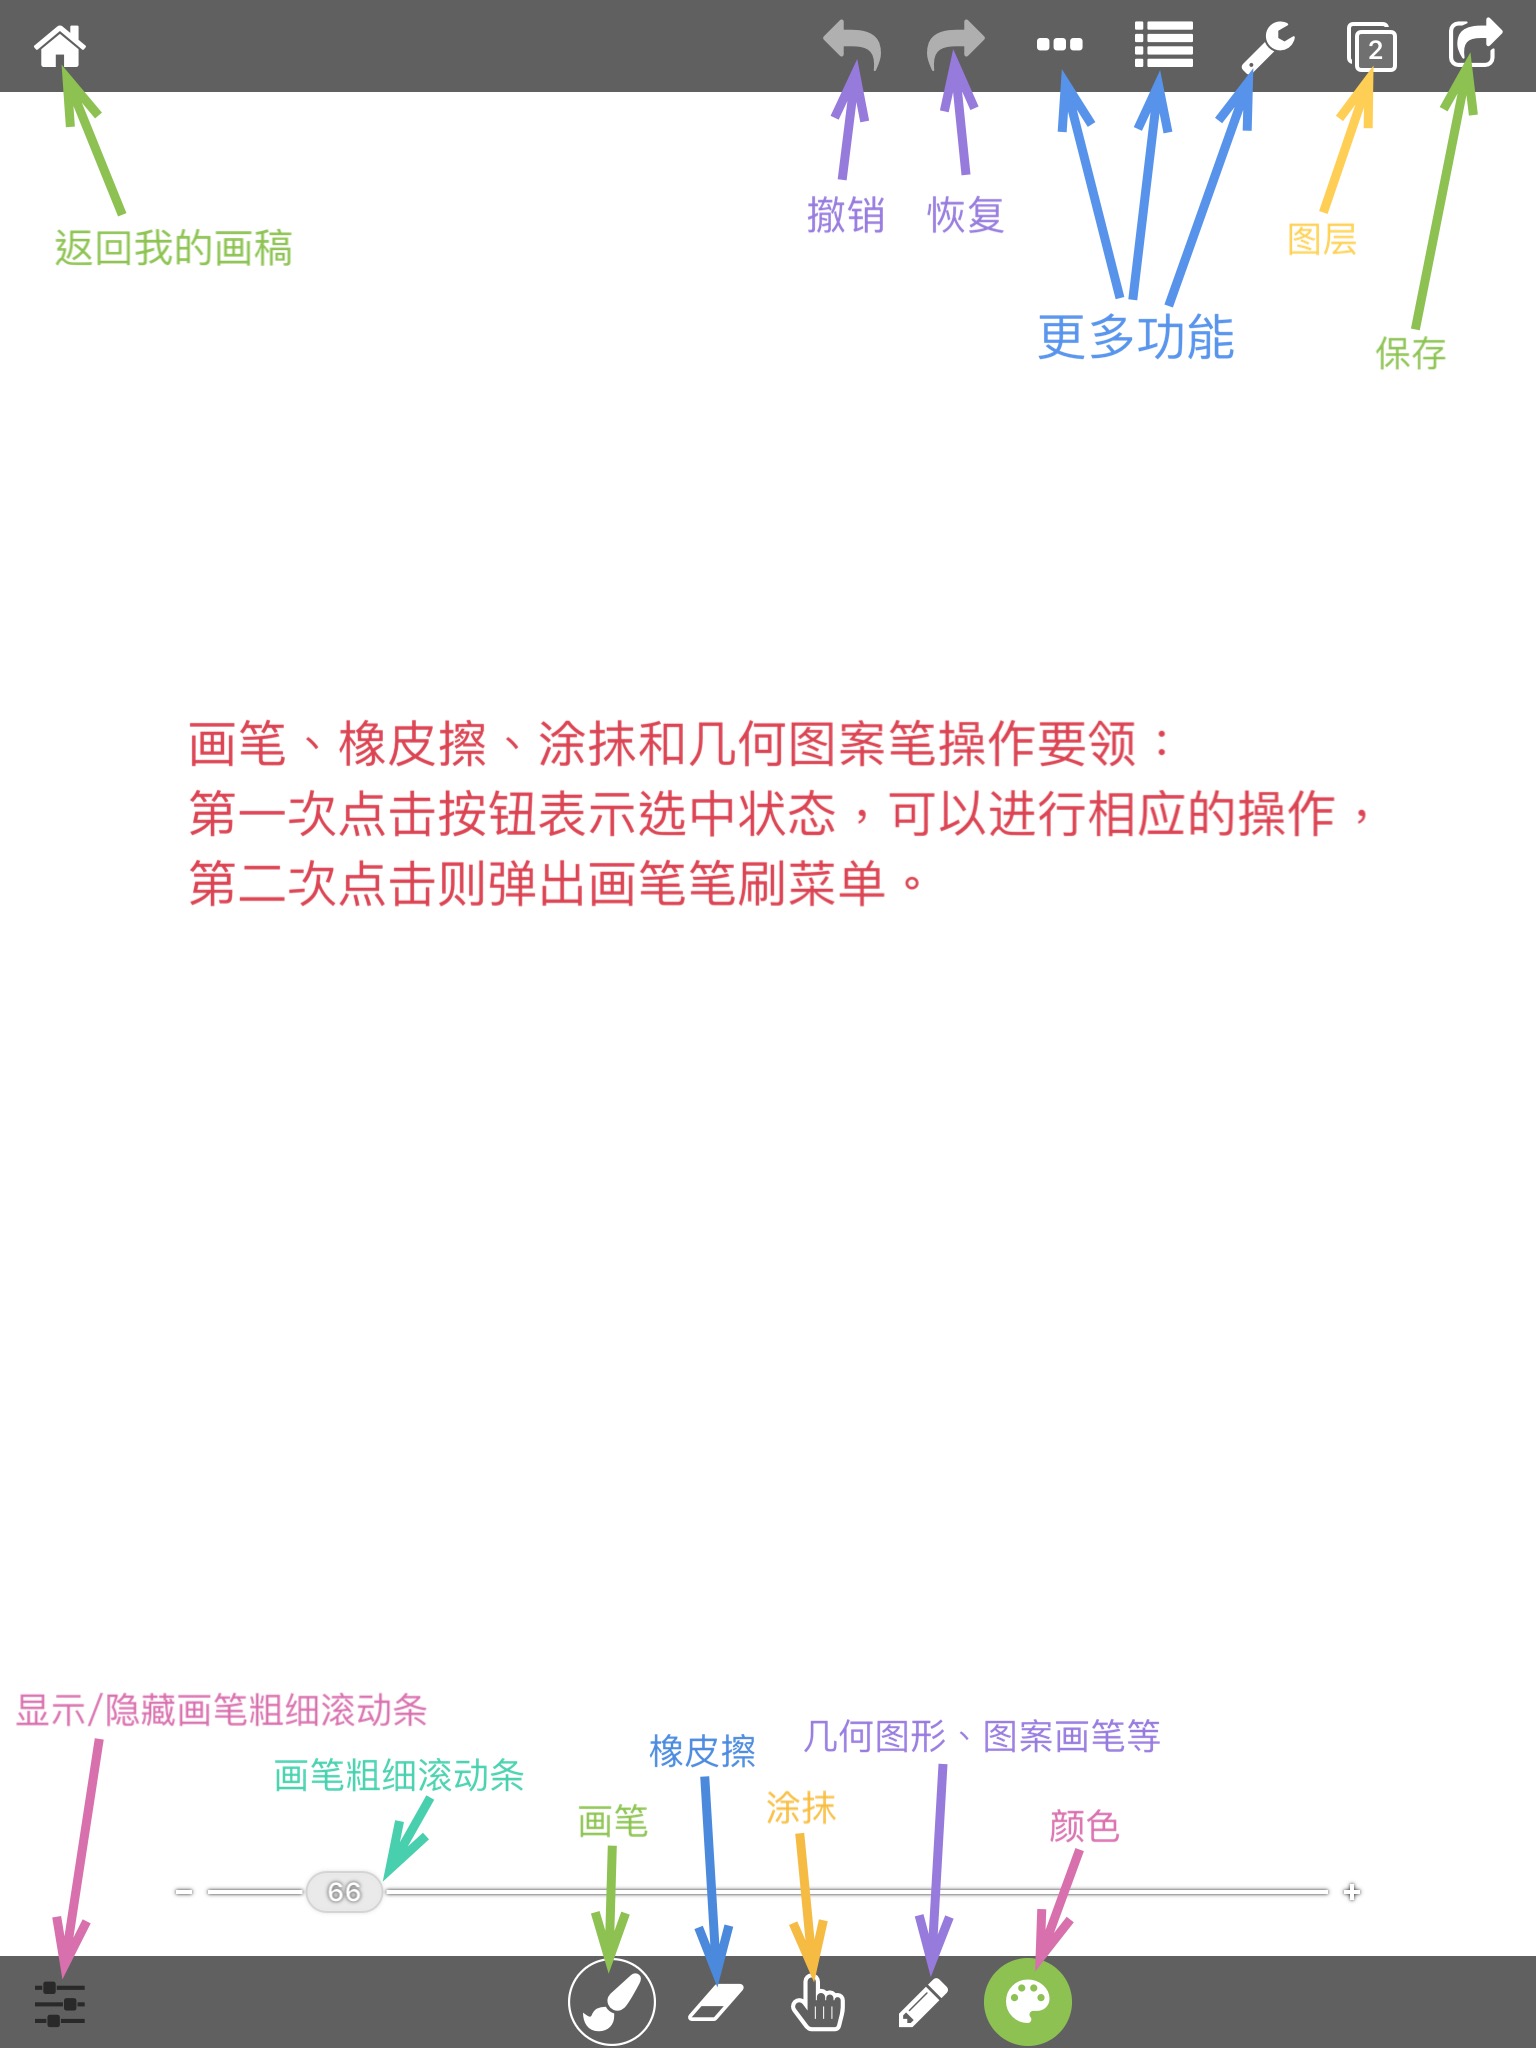 2
撤销
恢复
图层
返回我的画稿
更多功能
保存
画笔、橡皮擦、涂抹和几何图案笔操作要领：
第一次点击按钮表示选中状态，可以进行相应的操作，
第二次点击则弹出画笔笔刷菜单。
显示/隐藏画笔粗细滚动条
几何图形、图案画笔等
橡皮擦
画笔粗细滚动条
涂抹
画笔
颜色
- 66 +